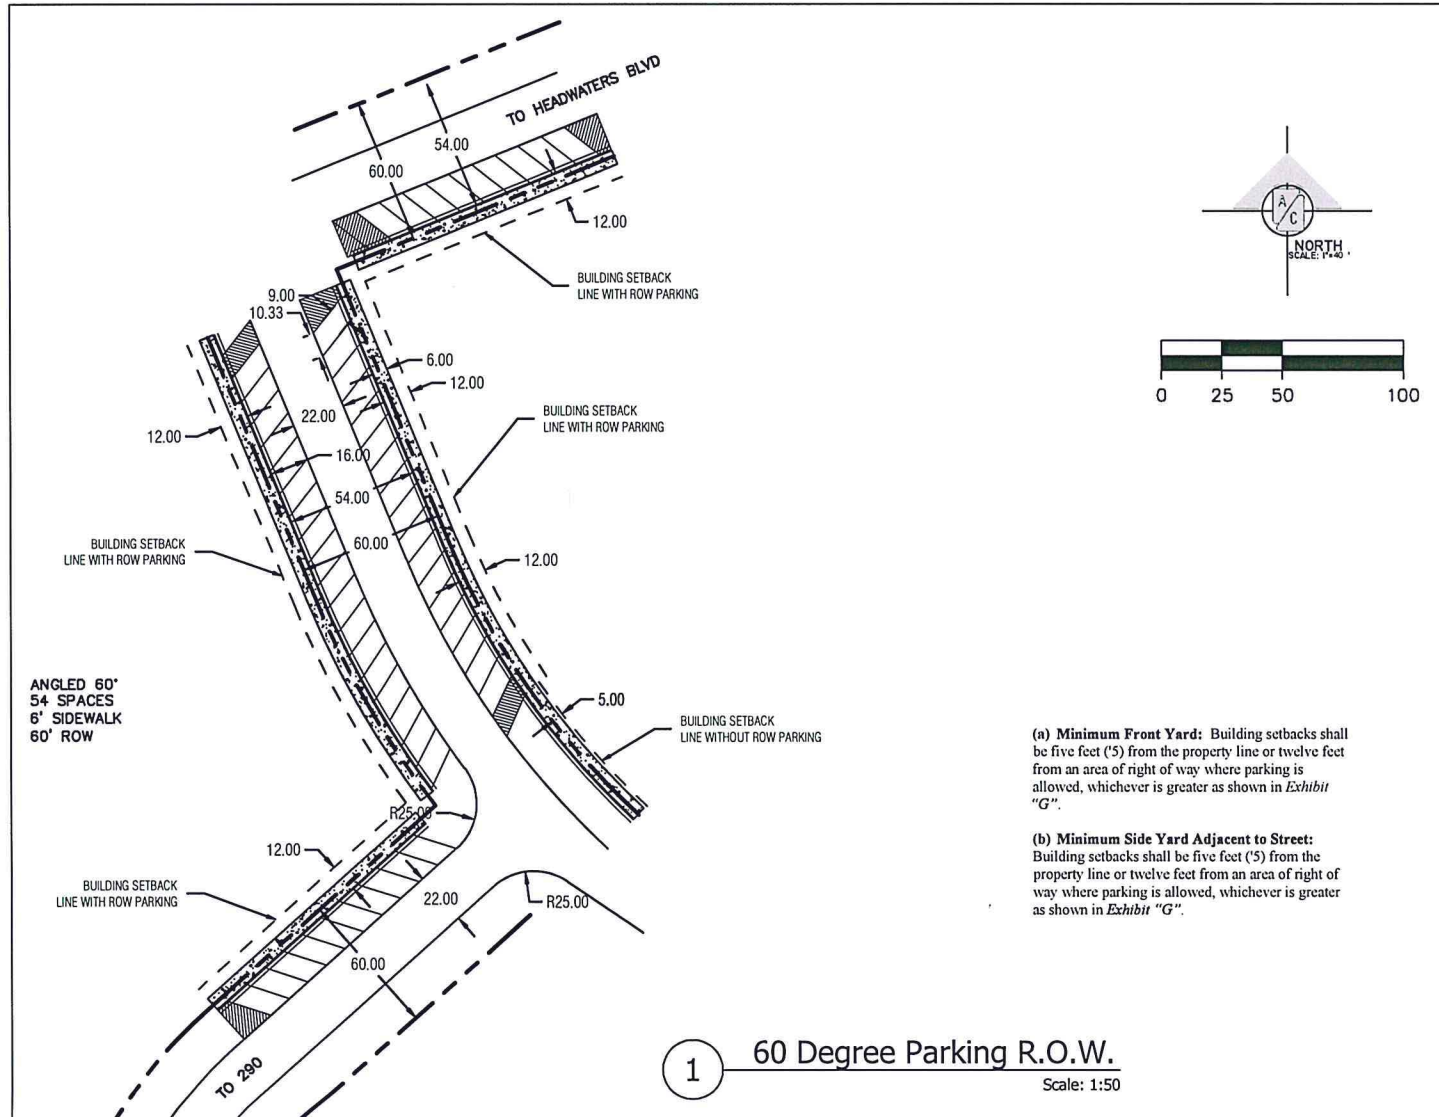 TO HEADWATERS BLVD
54.00
60.00
12.00
BUILDING SETBACK
LINE WITH ROW PARKING
A/C
NORTH
SCALE: 1"=40 '
0 25 50 100
9.00
10.33
6.00
12.00
22.00
BUILDING SETBACK
LINE WITH ROW PARKING
12.00
16.00
54.00
60.00
BUILDING SETBACK
LINE WITH ROW PARKING
12.00
ANGLED 60°
54 SPACES
6' SIDEWALK
60' ROW
5.00
BUILDING SETBACK
LINE WITHOUT ROW PARKING
R25.00
12.00
BUILDING SETBACK
LINE WITH ROW PARKING
22.00
R25.00
60.00
TO 290
(a) Minimum Front Yard: Building setbacks shall
be five feet ('5) from the property line or twelve feet
from an area of right of way where parking is
allowed, whichever is greater as shown in Exhibit
"G".
(b) Minimum Side Yard Adjacent to Street:
Building setbacks shall be five feet ('5) from the
property line or twelve feet from an area of right of
way where parking is allowed, whichever is greater
as shown in Exhibit "G".
1
60 Degree Parking R.O.W.
Scale: 1:50